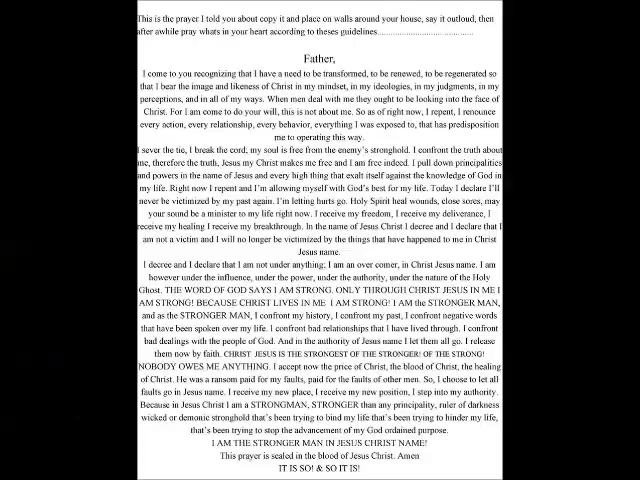 This is the prayer I told you about copy it and place on walls around your house, say it outloud, then
after awhile pray whats in your heart according to theses guidelines..........................................
Father,
I come to you recognizing that I have a need to be transformed, to be renewed, to be regenerated so
that I bear the image and likeness of Christ in my mindset, in my ideologies, in my judgments, in my
perceptions, and in all of my ways. When men deal with me they ought to be looking into the face of
Christ. For I am come to do your will, this is not about me. So as of right now, I repent, I renounce
every action, every relationship, every behavior, everything I was exposed to, that has predisposition
me to operating this way.
I sever the tie, I break the cord; my soul is free from the enemy's stronghold. I confront the truth about
me, therefore the truth, Jesus my Christ makes me free and I am free indeed. I pull down principalities
and powers in the name of Jesus and every high thing that exalt itself against the knowledge of God in
my life. Right now I repent and I'm allowing myself with God's best for my life. Today I declare I'll
never be victimized by my past again. I'm letting hurts go. Holy Spirit heal wounds, close sores, may
your sound be a minister to my life right now. I receive my freedom, I receive my deliverance, I
receive my healing I receive my breakthrough. In the name of Jesus Christ I decree and I declare that I
am not a victim and I will no longer be victimized by the things that have happened to me in Christ
Jesus name.
I decree and I declare that I am not under anything; I am an over comer, in Christ Jesus name. I am
however under the influence, under the power, under the authority, under the nature of the Holy
Ghost. THE WORD OF GOD SAYS I AM STRONG. ONLY THROUGH CHRIST JESUS IN ME I
AM STRONG! BECAUSE CHRIST LIVES IN ME I AM STRONG! I AM the STRONGER MAN,
and as the STRONGER MAN, I confront my history, I confront my past, I confront negative words
that have been spoken over my life. I confront bad relationships that I have lived through. I confront
bad dealings with the people of God. And in the authority of Jesus name I let them all go. I release
them now by faith. CHRIST JESUS IS THE STRONGEST OF THE STRONGER! OF THE STRONG!
NOBODY OWES ME ANYTHING. I accept now the price of Christ, the blood of Christ, the healing
of Christ. He was a ransom paid for my faults, paid for the faults of other men. So, I choose to let all
faults go in Jesus name. I receive my new place, I receive my new position, I step into my authority.
Because in Jesus Christ I am a STRONGMAN, STRONGER than any principality, ruler of darkness
wicked or demonic stronghold that's been trying to bind my life that's been trying to hinder my life,
that's been trying to stop the advancement of my God ordained purpose.
I AM THE STRONGER MAN IN JESUS CHRIST NAME!
This prayer is sealed in the blood of Jesus Christ. Amen
IT IS SO! & SO IT IS!